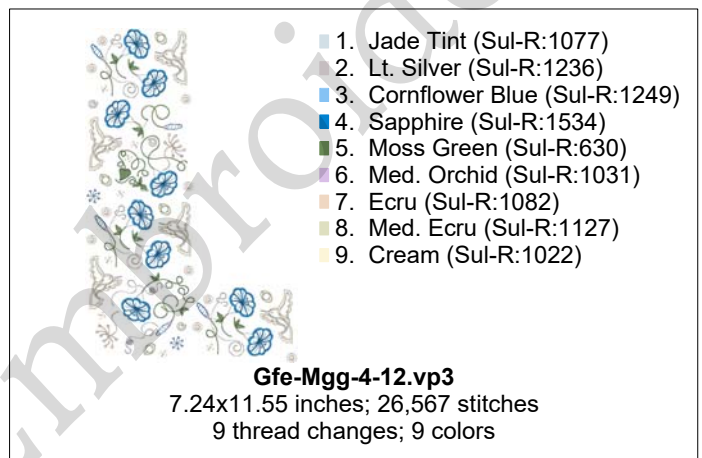 1. Jade Tint (Sul-R:1077)
2. Lt. Silver (Sul-R:1236)
3. Cornflower Blue (Sul-R:1249)
4. Sapphire (Sul-R:1534)
5. Moss Green (Sul-R:630)
6. Med. Orchid (Sul-R:1031)
7. Ecru (Sul-R:1082)
8. Med. Ecru (Sul-R:1127)
9. Cream (Sul-R:1022)
Gfe-Mgg-4-12.vp3
7.24x11.55 inches; 26,567 stitches
9 thread changes; 9 colors